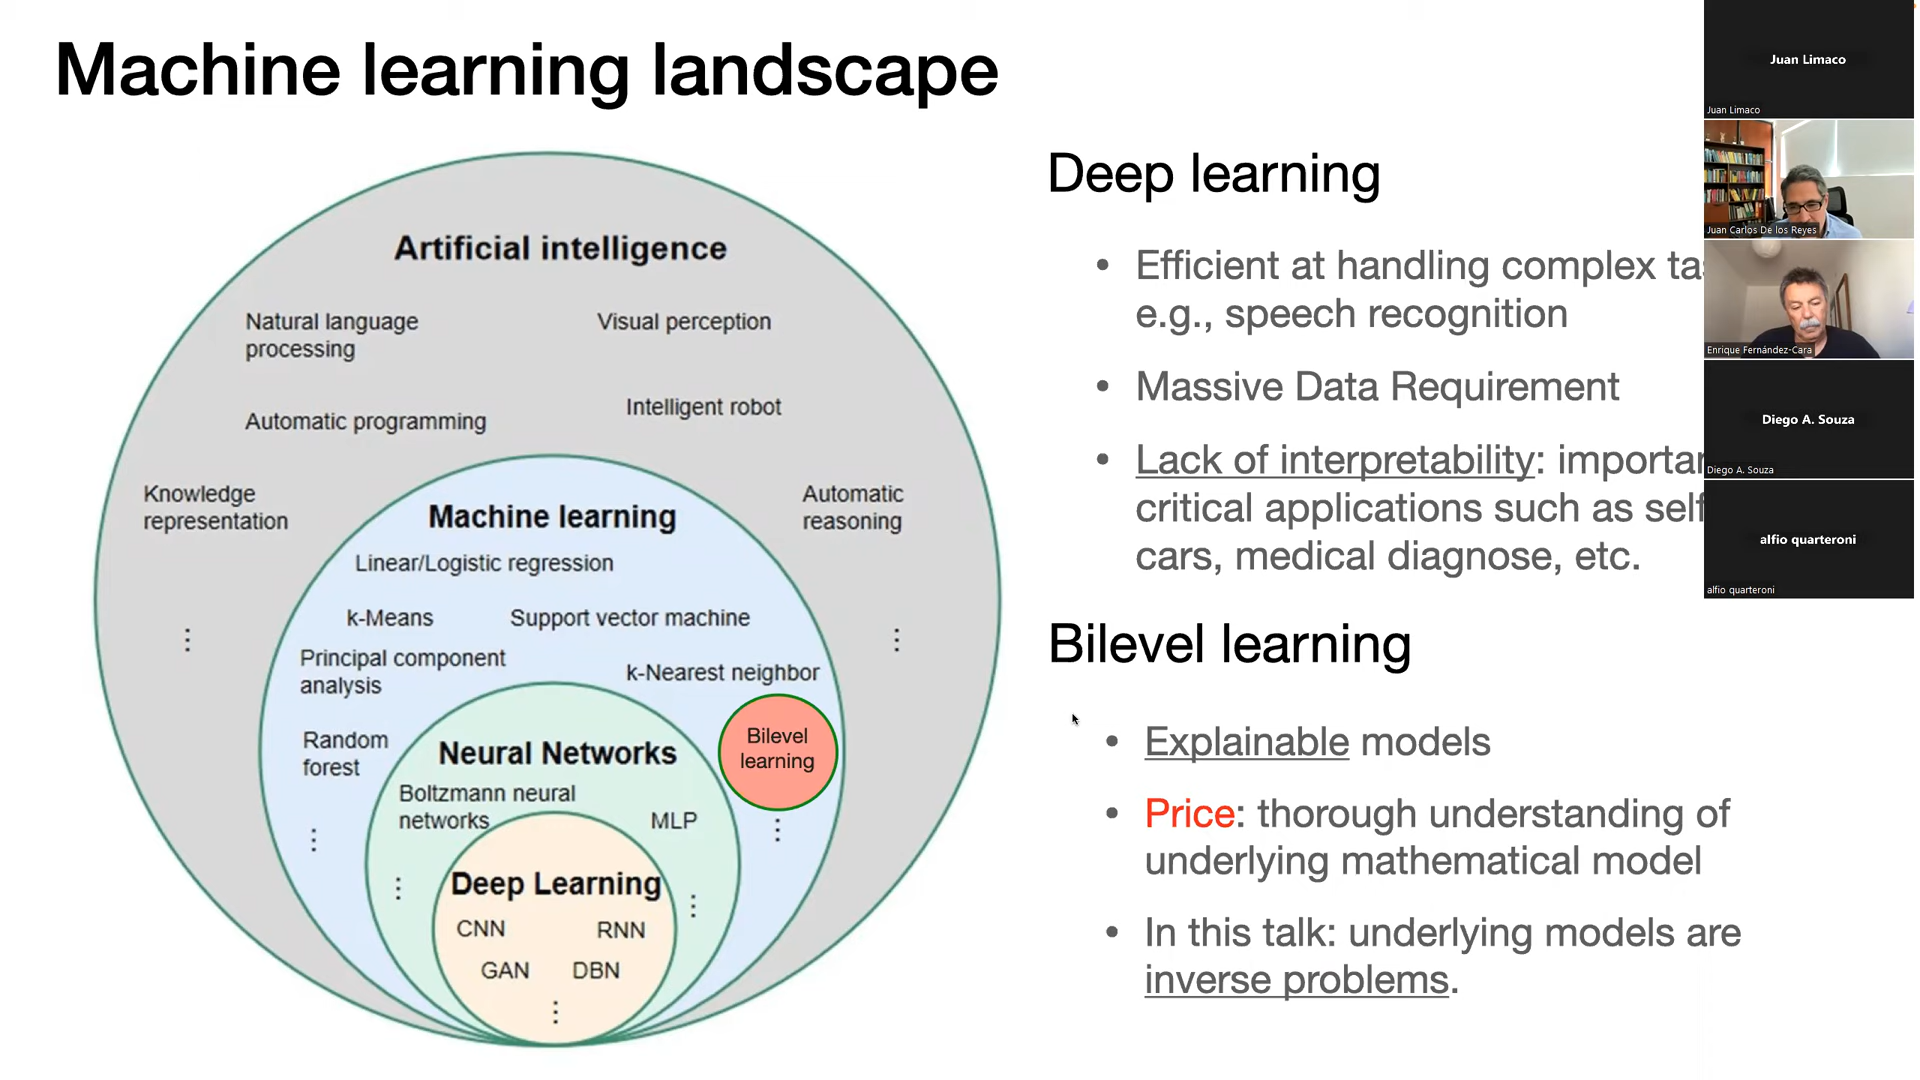 Machine learning landscape
Artificial intelligence
Natural language
processing
Visual perception
Automatic programming
Intelligent robot
Knowledge
representation
Automatic
reasoning
Machine learning
Linear/Logistic regression
k-Means
Support vector machine
Principal component
analysis
k-Nearest neighbor
Random
forest
Bilevel
learning
Neural Networks
Boltzmann neural
networks
MLP
Deep Learning
CNN
RNN
GAN
DBN
Deep learning
• Efficient at handling complex
e.g., speech recognition
• Massive Data Requirement
• Lack of interpretability:
critical applications such as self
cars, medical diagnose, etc.
Bilevel learning
• Explainable models
• Price: thorough understanding of
underlying mathematical model
• In this talk: underlying models are
inverse problems.
Juan Limaco
Juan Limaco
Juan Carlos De los Reyes
Enrique Fernández-Cara
Diego A. Souza
Diego A. Souza
alfio quarteroni
alfio quarteroni